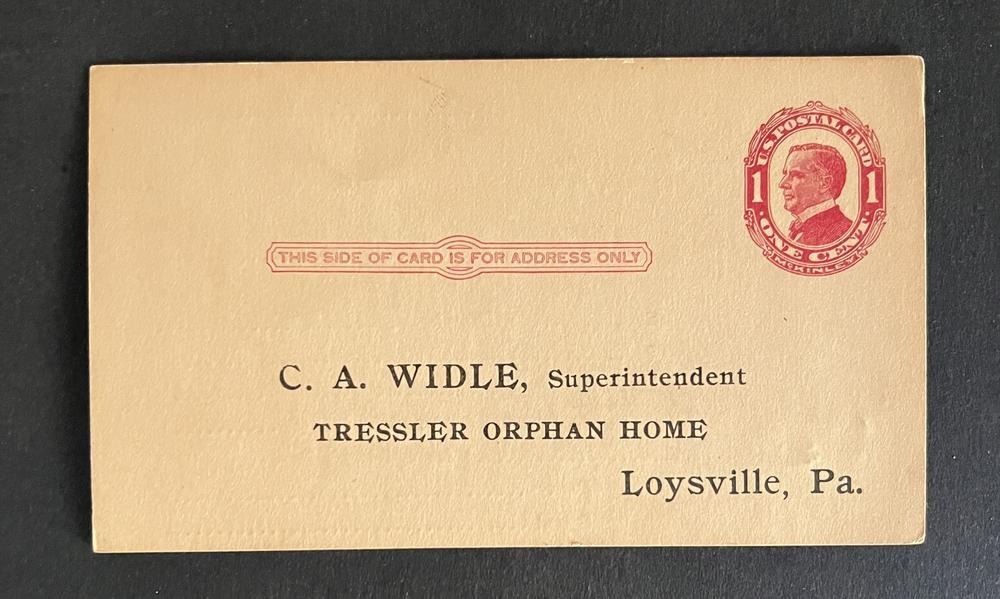 U.S. POSTAL CARD
1 1
· ONE CENT ·
McKINLEY
THIS SIDE OF CARD IS FOR ADDRESS ONLY
C. A. WIDLE, Superintendent
TRESSLER ORPHAN HOME
Loysville, Pa.